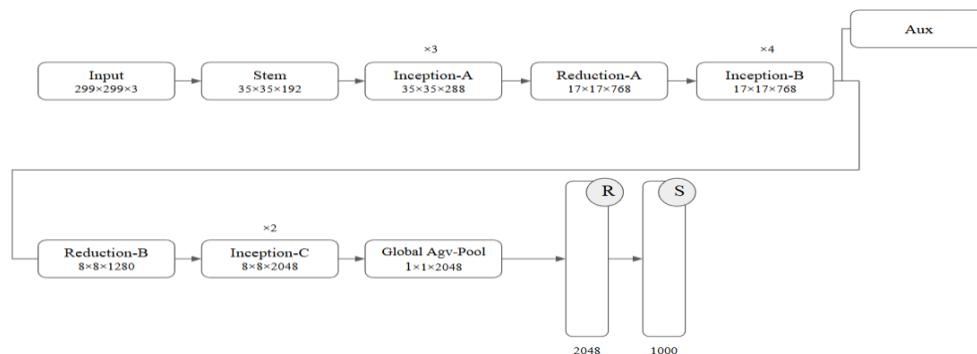 Aux
×3
×4
Input
299×299×3
Stem
35×35×192
Inception-A
35×35×288
Reduction-A
17×17×768
Inception-B
17×17×768
R
S
×2
Reduction-B
8×8×1280
Inception-C
8×8×2048
Global Agv-Pool
1×1×2048
2048
1000